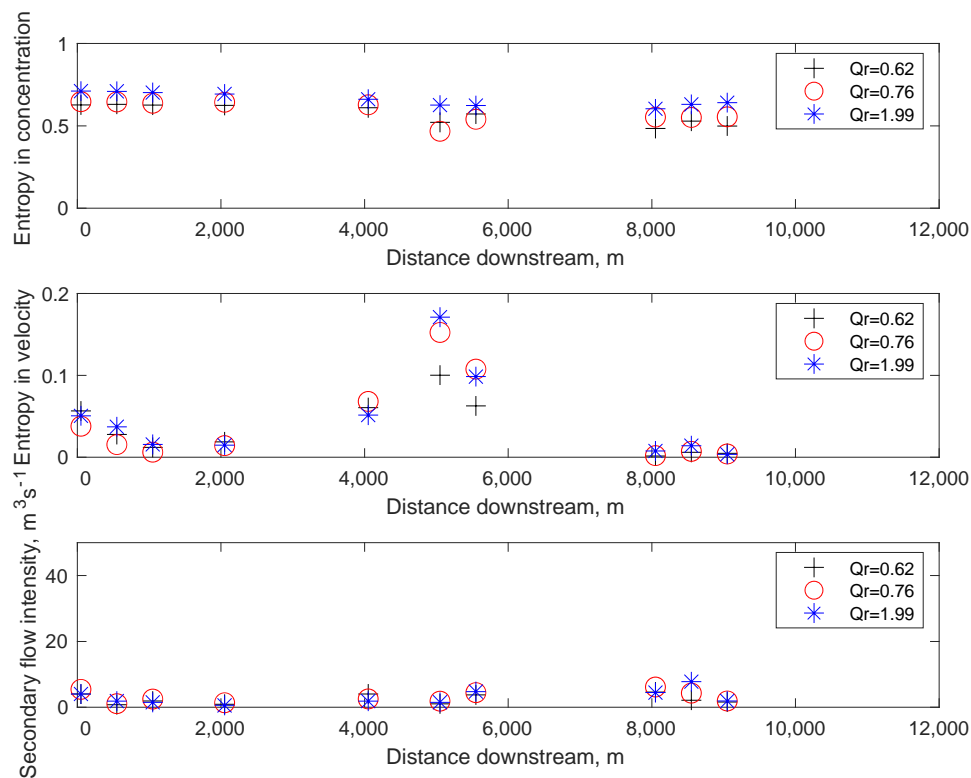 Entropy in concentration
1
0.5
0
0 2,000 4,000 6,000 8,000 10,000 12,000
Distance downstream, m
Qr=0.62
Qr=0.76
Qr=1.99
Entropy in velocity
0.2
0.1
0
0 2,000 4,000 6,000 8,000 10,000 12,000
Distance downstream, m
Qr=0.62
Qr=0.76
Qr=1.99
Secondary flow intensity, m³s⁻¹
40
20
0
0 2,000 4,000 6,000 8,000 10,000 12,000
Distance downstream, m
Qr=0.62
Qr=0.76
Qr=1.99